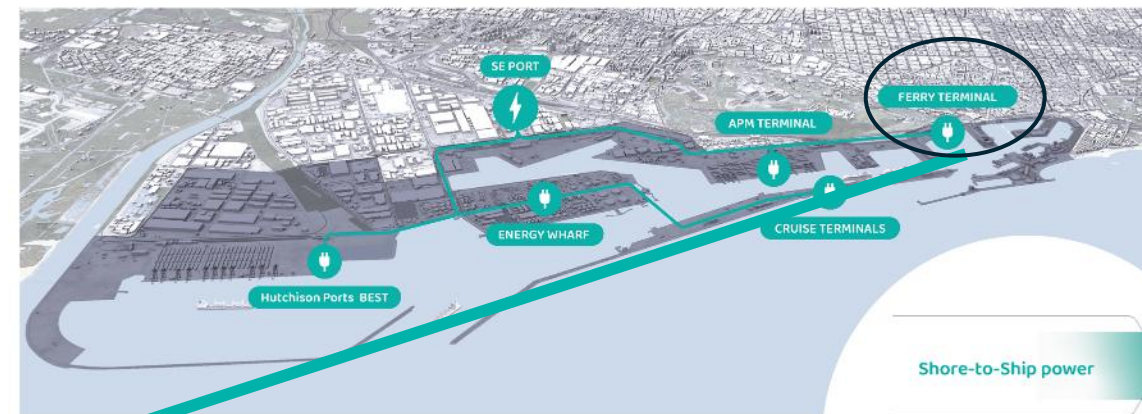 SE PORT
FERRY TERMINAL
APM TERMINAL
ENERGY WHARF
CRUISE TERMINALS
Hutchison Ports BEST
Shore-to-Ship power